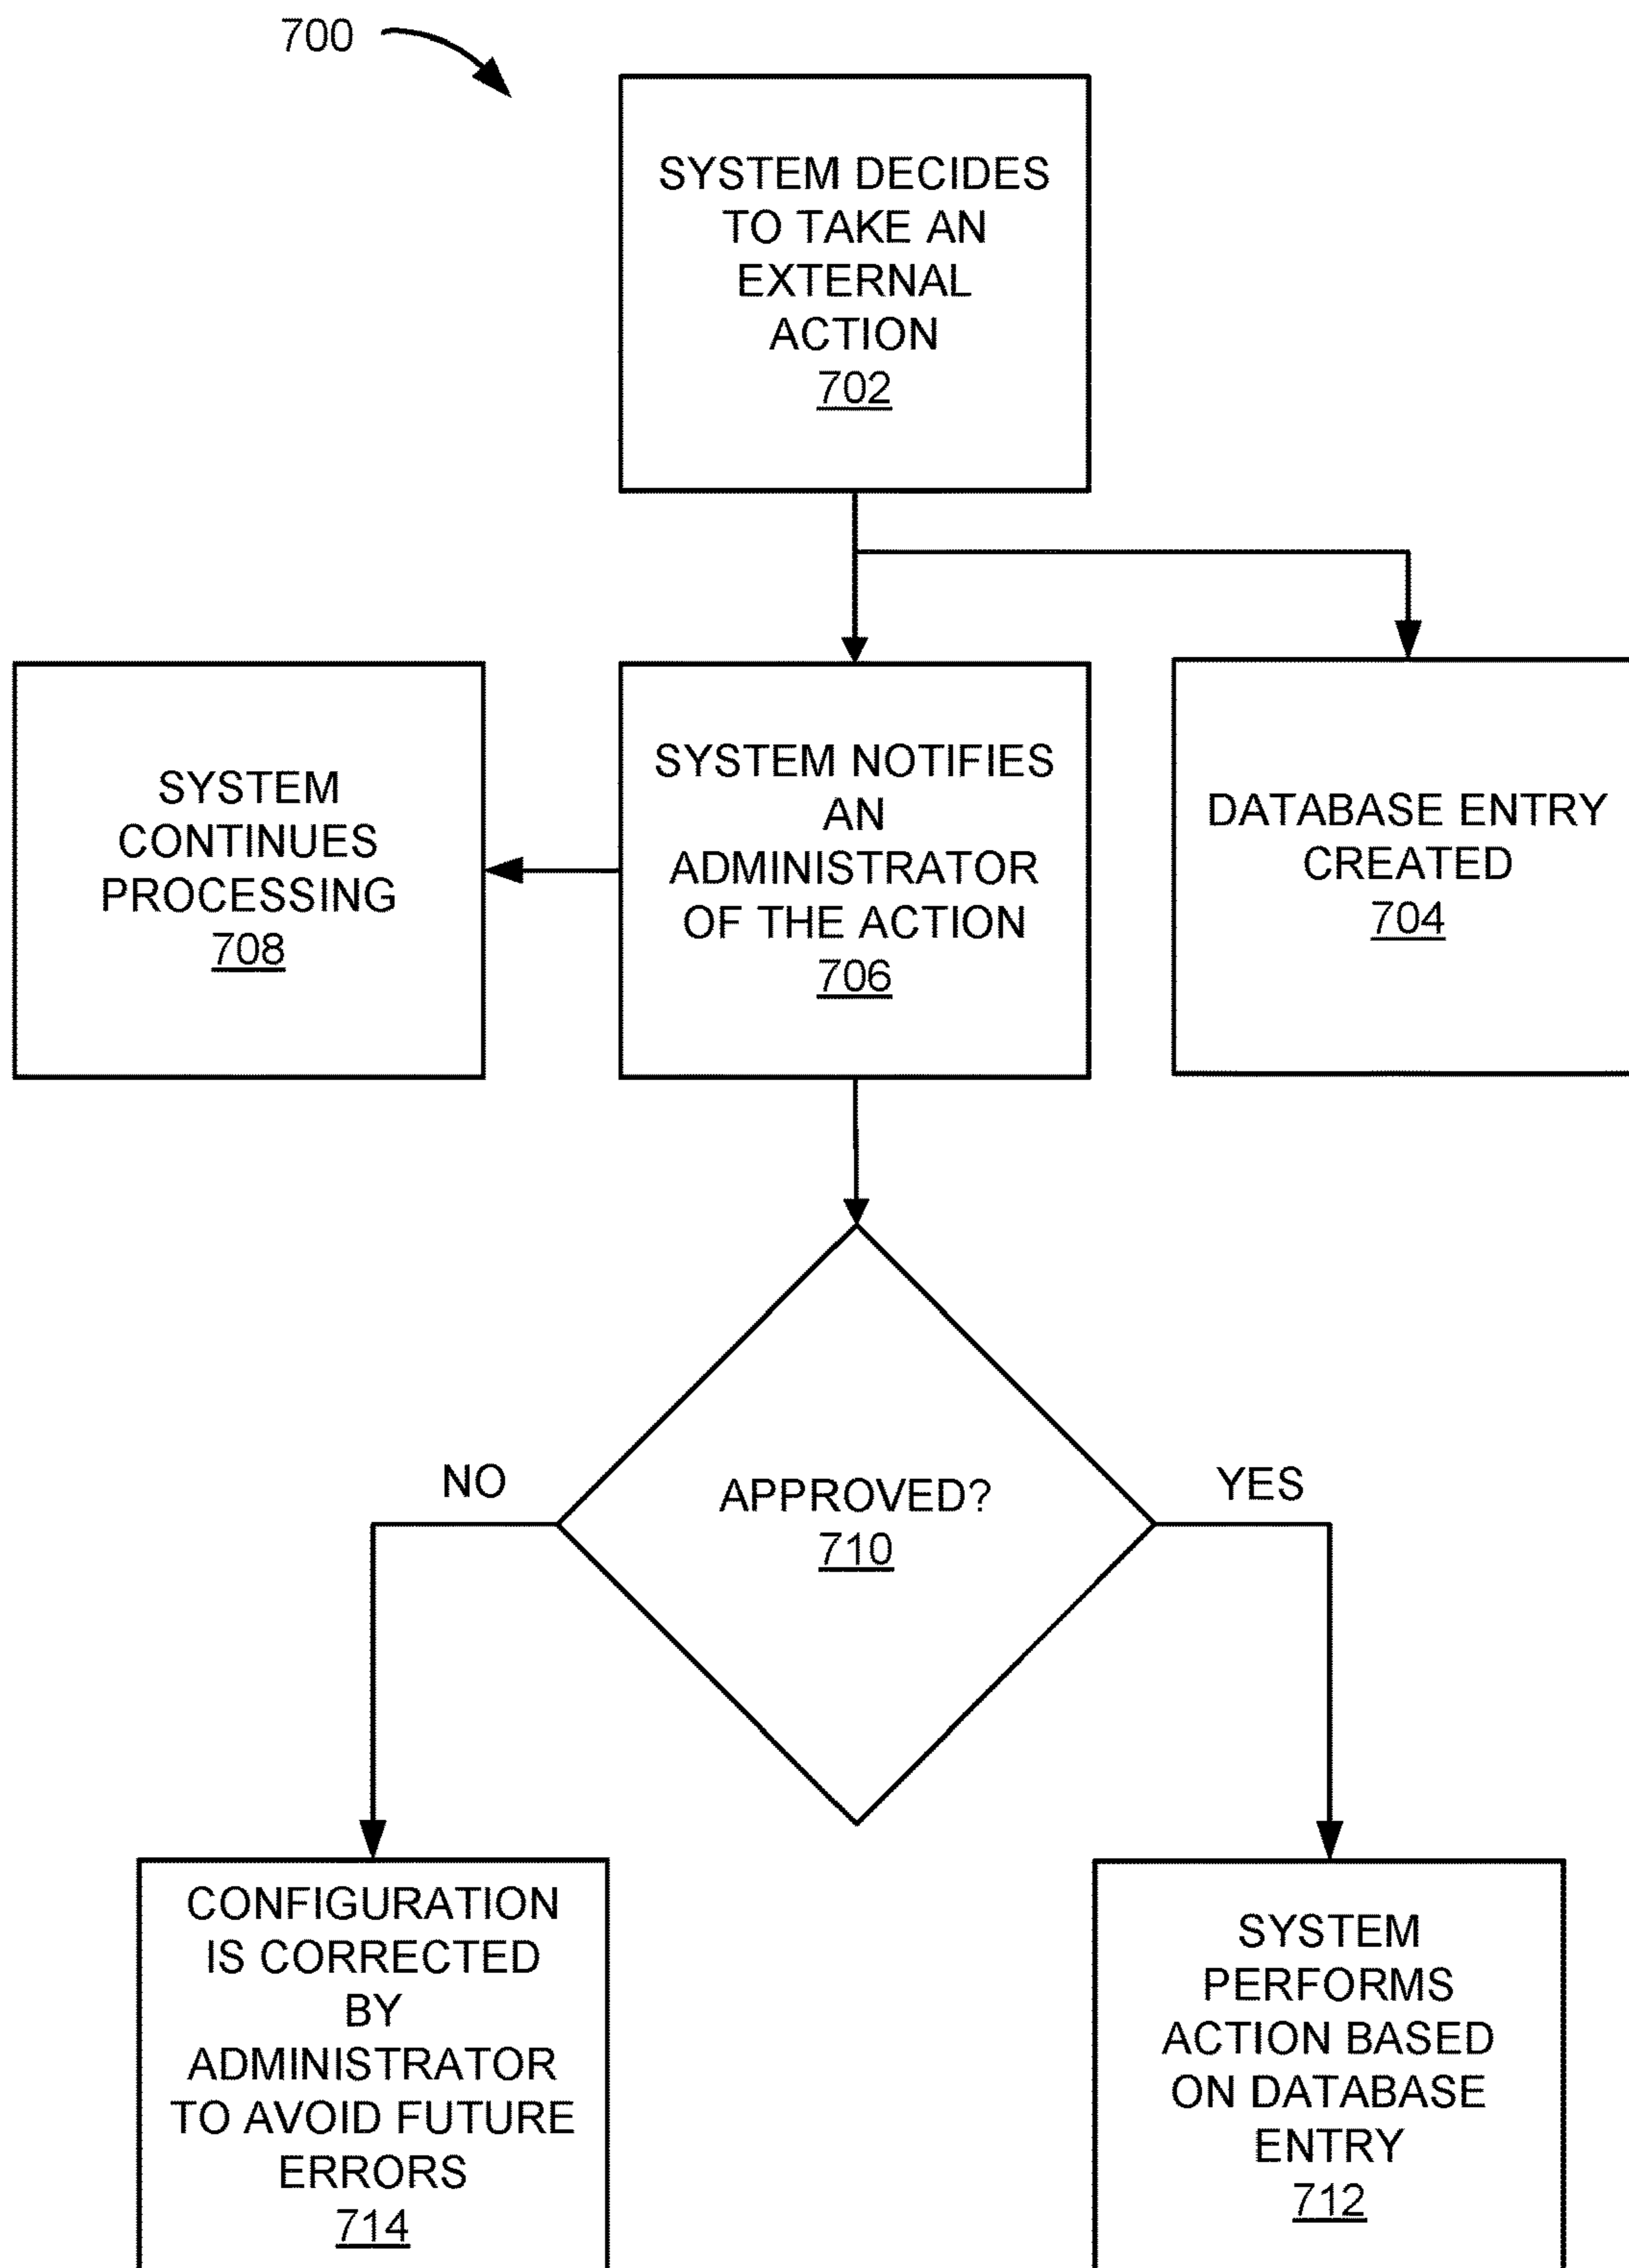 700
SYSTEM DECIDES
TO TAKE AN
EXTERNAL
ACTION
702
SYSTEM
CONTINUES
PROCESSING
708
SYSTEM NOTIFIES
AN
ADMINISTRATOR
OF THE ACTION
706
DATABASE ENTRY
CREATED
704
NO
APPROVED?
710
YES
CONFIGURATION
IS CORRECTED
BY
ADMINISTRATOR
TO AVOID FUTURE
ERRORS
714
SYSTEM
PERFORMS
ACTION BASED
ON DATABASE
ENTRY
712